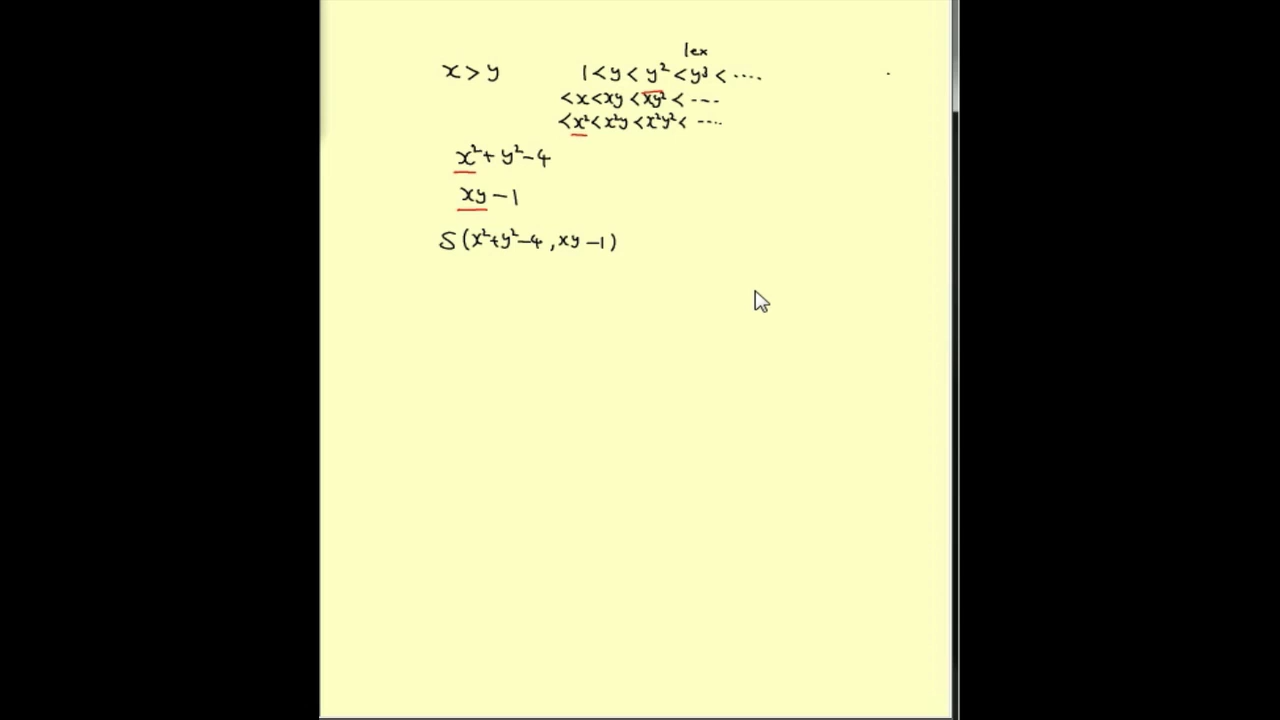 lex
x > y 1 < y < y² < y³ < ....
< x < xy < xy² < ----
< x² < x²y < x²y² < ----
x² + y² - 4
xy - 1
S (x² + y² - 4 , xy - 1)